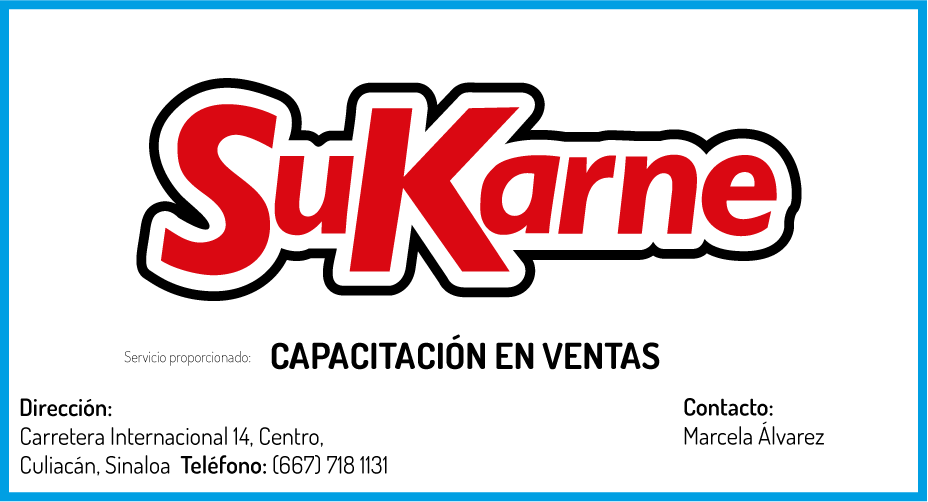 SuKarne
Servicio proporcionado: CAPACITACIÓN EN VENTAS
Dirección:
Carretera Internacional 14, Centro,
Culiacán, Sinaloa Teléfono: (667) 718 1131
Contacto:
Marcela Álvarez